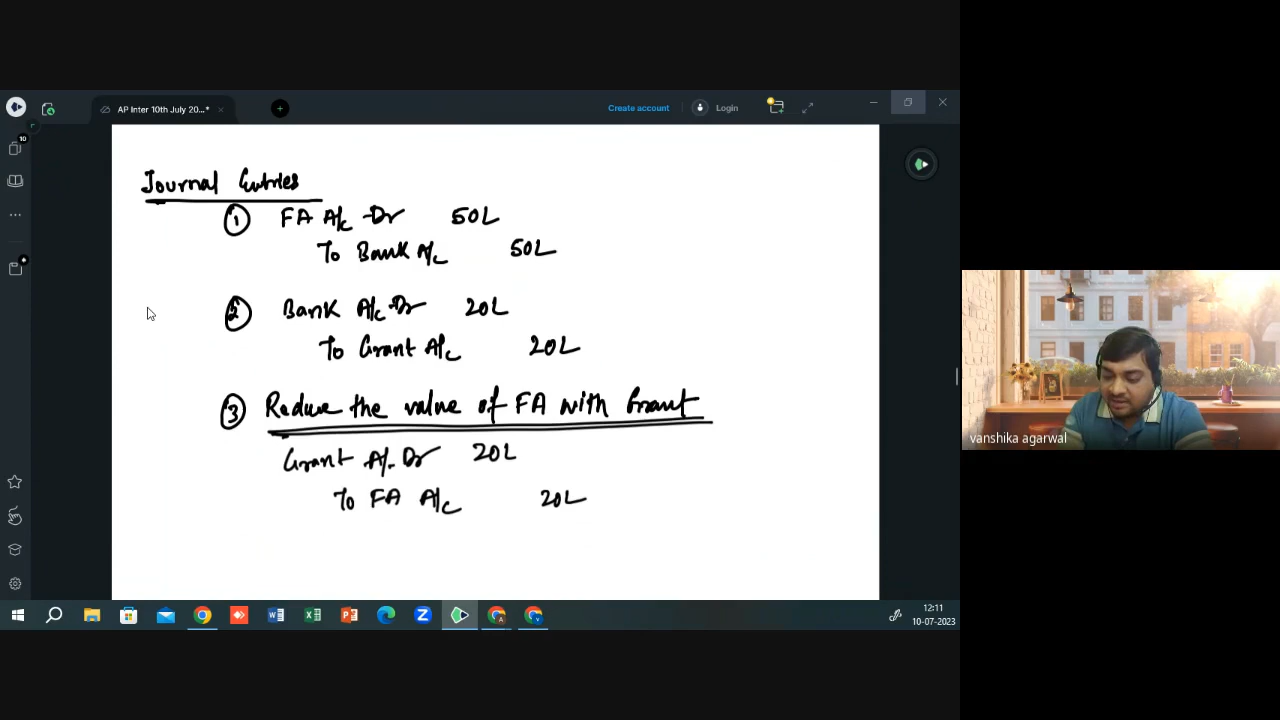 AP Inter 10th July 20...*
Create account
Login
10
Journal Entries
① FA A/c Dr 50L
To Bank A/c 50L
② Bank A/c Dr 20L
To Grant A/c 20L
③ Reduce the value of FA with Grant
Grant A/c Dr 20L
To FA A/c 20L
vanshika agarwal
12:11
10-07-2023